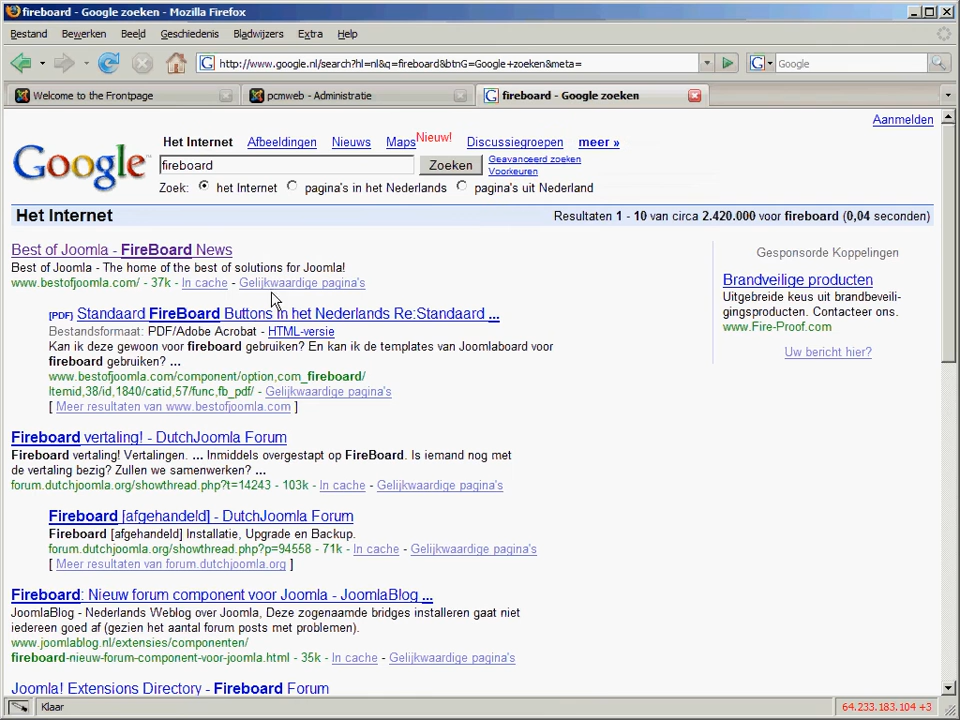 fireboard - Google zoeken - Mozilla Firefox
Bestand Bewerken Beeld Geschiedenis Bladwijzers Extra Help
http://www.google.nl/search?hl=nl&q=fireboard&btnG=Google+zoeken&meta=
Google
Welcome to the Frontpage
pcmweb - Administratie
fireboard - Google zoeken
Aanmelden
Het Internet Afbeeldingen Nieuws Maps Nieuw! Discussiegroepen meer »
Google
fireboard
Zoeken
Geavanceerd zoeken
Voorkeuren
Zoek: het Internet pagina's in het Nederlands pagina's uit Nederland
Het Internet
Resultaten 1 - 10 van circa 2.420.000 voor fireboard (0,04 seconden)
Best of Joomla - FireBoard News
Best of Joomla - The home of the best of solutions for Joomla!
www.bestofjoomla.com/ - 37k - In cache - Gelijkwaardige pagina's
[PDF] Standaard FireBoard Buttons in het Nederlands Re:Standaard ...
Bestandsformaat: PDF/Adobe Acrobat - HTML-versie
Kan ik deze gewoon voor fireboard gebruiken? En kan ik de templates van Joomlaboard voor
fireboard gebruiken? ...
www.bestofjoomla.com/component/option,com_fireboard/
Itemid,38/id,1840/catid,57/func,fb_pdf/ - Gelijkwaardige pagina's
[ Meer resultaten van www.bestofjoomla.com ]
Fireboard vertaling! - DutchJoomla Forum
Fireboard vertaling! Vertalingen. ... Inmiddels overgestapt op FireBoard. Is iemand nog met
de vertaling bezig? Zullen we samenwerken? ...
forum.dutchjoomla.org/showthread.php?t=14243 - 103k - In cache - Gelijkwaardige pagina's
Fireboard [afgehandeld] - DutchJoomla Forum
Fireboard [afgehandeld] Installatie, Upgrade en Backup.
forum.dutchjoomla.org/showthread.php?p=94558 - 71k - In cache - Gelijkwaardige pagina's
[ Meer resultaten van forum.dutchjoomla.org ]
Fireboard: Nieuw forum component voor Joomla - JoomlaBlog ...
JoomlaBlog - Nederlands Weblog over Joomla, Deze zogenaamde bridges installeren gaat niet
iedereen goed af (gezien het aantal forum posts met problemen).
www.joomlablog.nl/extensies/componenten/
fireboard-nieuw-forum-component-voor-joomla.html - 35k - In cache - Gelijkwaardige pagina's
Joomla! Extensions Directory - Fireboard Forum
Gesponsorde Koppelingen
Brandveilige producten
Uitgebreide keus uit brandbeveili-
gingsproducten. Contacteer ons.
www.Fire-Proof.com
Uw bericht hier?
Klaar
64.233.183.104 +3